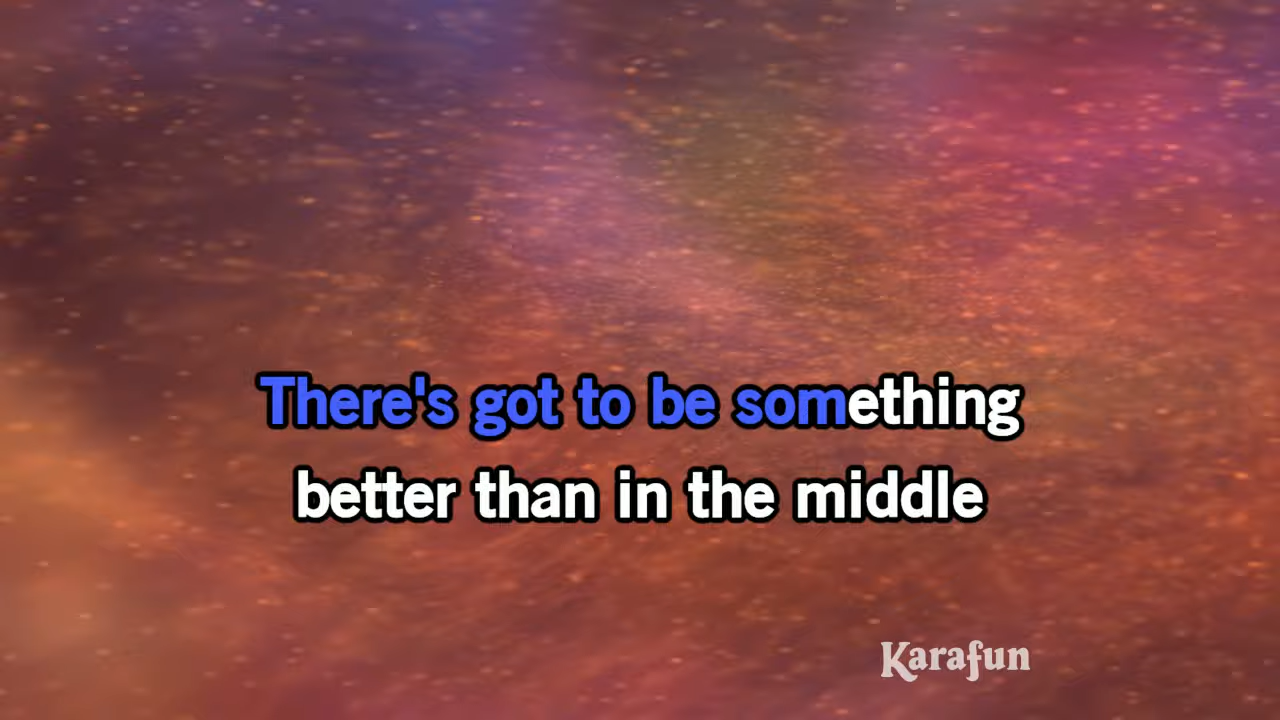 There's got to be something
better than in the middle
Karafun